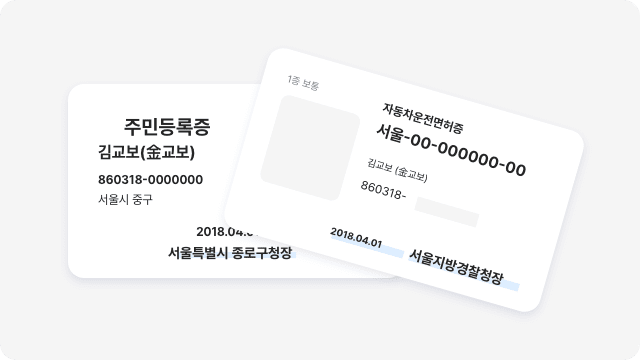 주민등록증
김교보(金교보)
860318-0000000
서울시 중구
2018.04.0
서울특별시 종로구청장
1종 보통
자동차운전면허증
서울-00-000000-00
김교보 (金교보)
860318-
2018.04.01
서울지방경찰청장